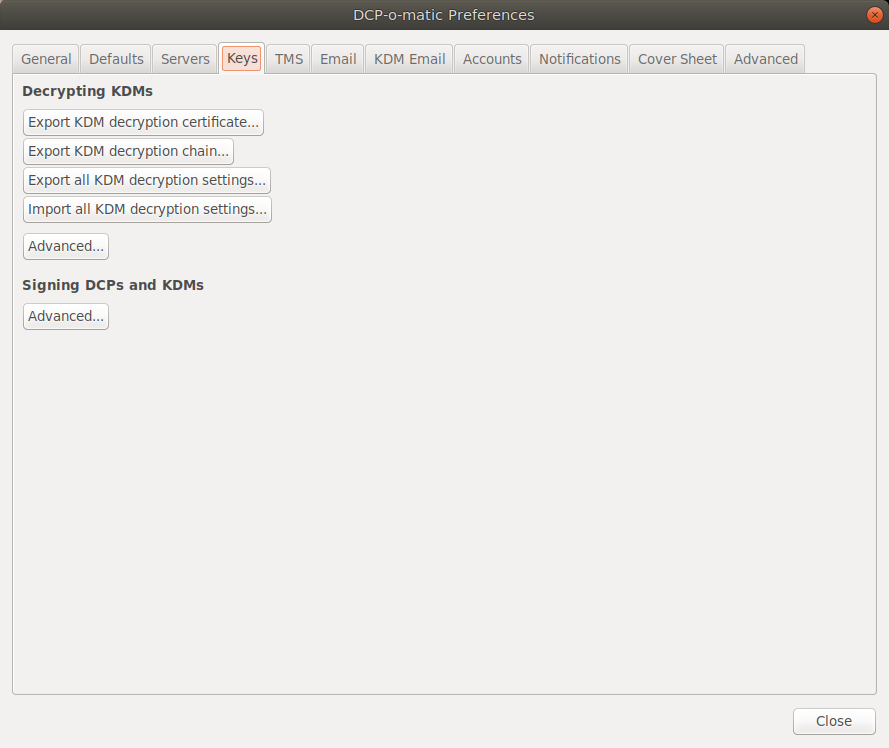 DCP-o-matic Preferences
General Defaults Servers Keys TMS Email KDM Email Accounts Notifications Cover Sheet Advanced
Decrypting KDMs
Export KDM decryption certificate...
Export KDM decryption chain...
Export all KDM decryption settings...
Import all KDM decryption settings...
Advanced...
Signing DCPs and KDMs
Advanced...
Close